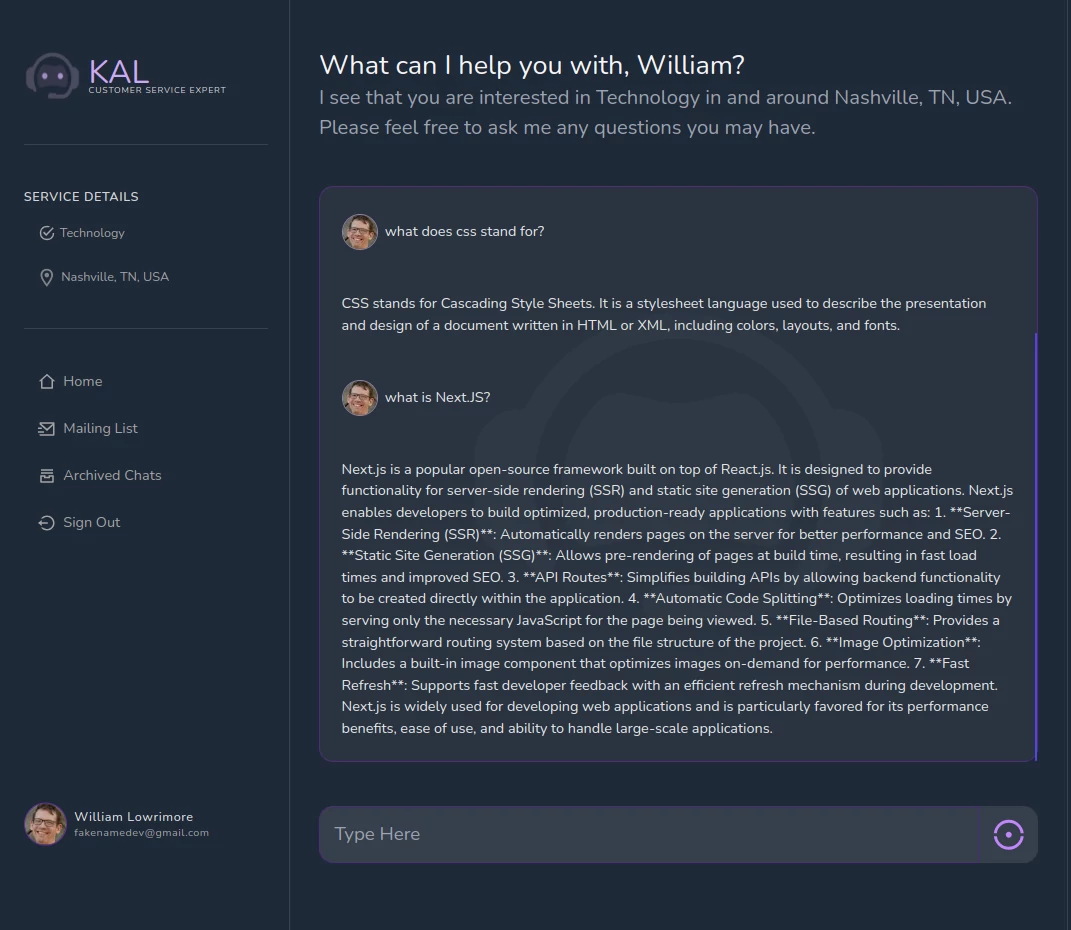 KAL
CUSTOMER SERVICE EXPERT
SERVICE DETAILS
Technology
Nashville, TN, USA
Home
Mailing List
Archived Chats
Sign Out
William Lowrimore
fakenamedev@gmail.com
What can I help you with, William?
I see that you are interested in Technology in and around Nashville, TN, USA.
Please feel free to ask me any questions you may have.
what does css stand for?
CSS stands for Cascading Style Sheets. It is a stylesheet language used to describe the presentation
and design of a document written in HTML or XML, including colors, layouts, and fonts.
what is Next.JS?
Next.js is a popular open-source framework built on top of React.js. It is designed to provide
functionality for server-side rendering (SSR) and static site generation (SSG) of web applications. Next.js
enables developers to build optimized, production-ready applications with features such as: 1. **Server-
Side Rendering (SSR)**: Automatically renders pages on the server for better performance and SEO. 2.
**Static Site Generation (SSG)**: Allows pre-rendering of pages at build time, resulting in fast load
times and improved SEO. 3. **API Routes**: Simplifies building APIs by allowing backend functionality
to be created directly within the application. 4. **Automatic Code Splitting**: Optimizes loading times by
serving only the necessary JavaScript for the page being viewed. 5. **File-Based Routing**: Provides a
straightforward routing system based on the file structure of the project. 6. **Image Optimization**:
Includes a built-in image component that optimizes images on-demand for performance. 7. **Fast
Refresh**: Supports fast developer feedback with an efficient refresh mechanism during development.
Next.js is widely used for developing web applications and is particularly favored for its performance
benefits, ease of use, and ability to handle large-scale applications.
Type Here